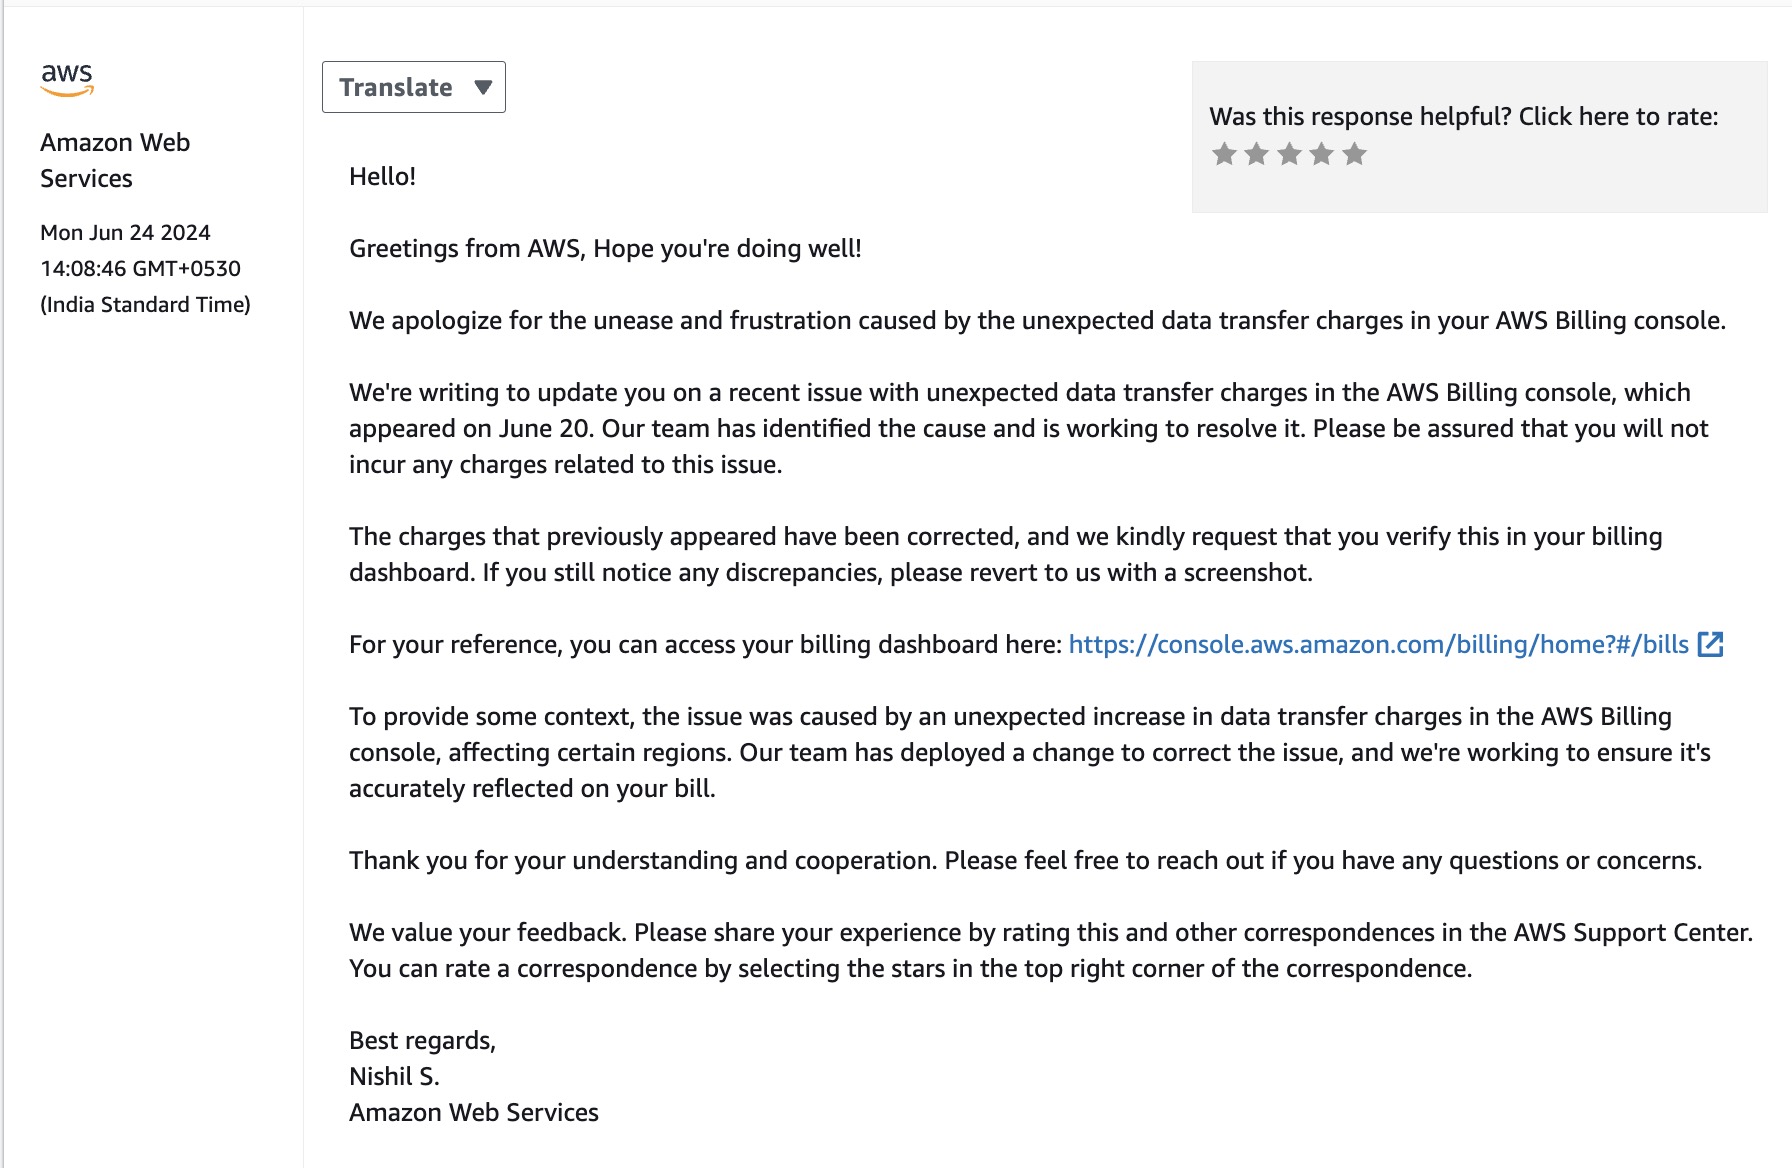 aws
Amazon Web
Services
Mon Jun 24 2024
14:08:46 GMT+0530
(India Standard Time)
Translate
Was this response helpful? Click here to rate:
Hello!
Greetings from AWS, Hope you're doing well!
We apologize for the unease and frustration caused by the unexpected data transfer charges in your AWS Billing console.
We're writing to update you on a recent issue with unexpected data transfer charges in the AWS Billing console, which
appeared on June 20. Our team has identified the cause and is working to resolve it. Please be assured that you will not
incur any charges related to this issue.
The charges that previously appeared have been corrected, and we kindly request that you verify this in your billing
dashboard. If you still notice any discrepancies, please revert to us with a screenshot.
For your reference, you can access your billing dashboard here: https://console.aws.amazon.com/billing/home?#/bills
To provide some context, the issue was caused by an unexpected increase in data transfer charges in the AWS Billing
console, affecting certain regions. Our team has deployed a change to correct the issue, and we're working to ensure it's
accurately reflected on your bill.
Thank you for your understanding and cooperation. Please feel free to reach out if you have any questions or concerns.
We value your feedback. Please share your experience by rating this and other correspondences in the AWS Support Center.
You can rate a correspondence by selecting the stars in the top right corner of the correspondence.
Best regards,
Nishil S.
Amazon Web Services